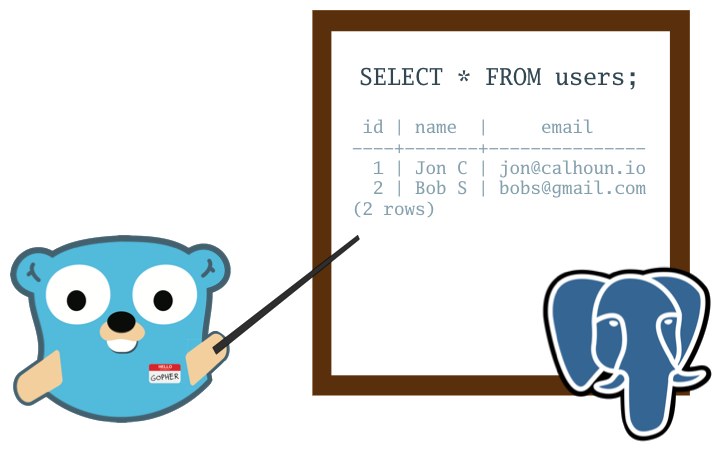 SELECT * FROM users;
id | name | email
----+-------+---------------
1 | Jon C | jon@calhoun.io
2 | Bob S | bobs@gmail.com
(2 rows)
HELLO
GOPHER